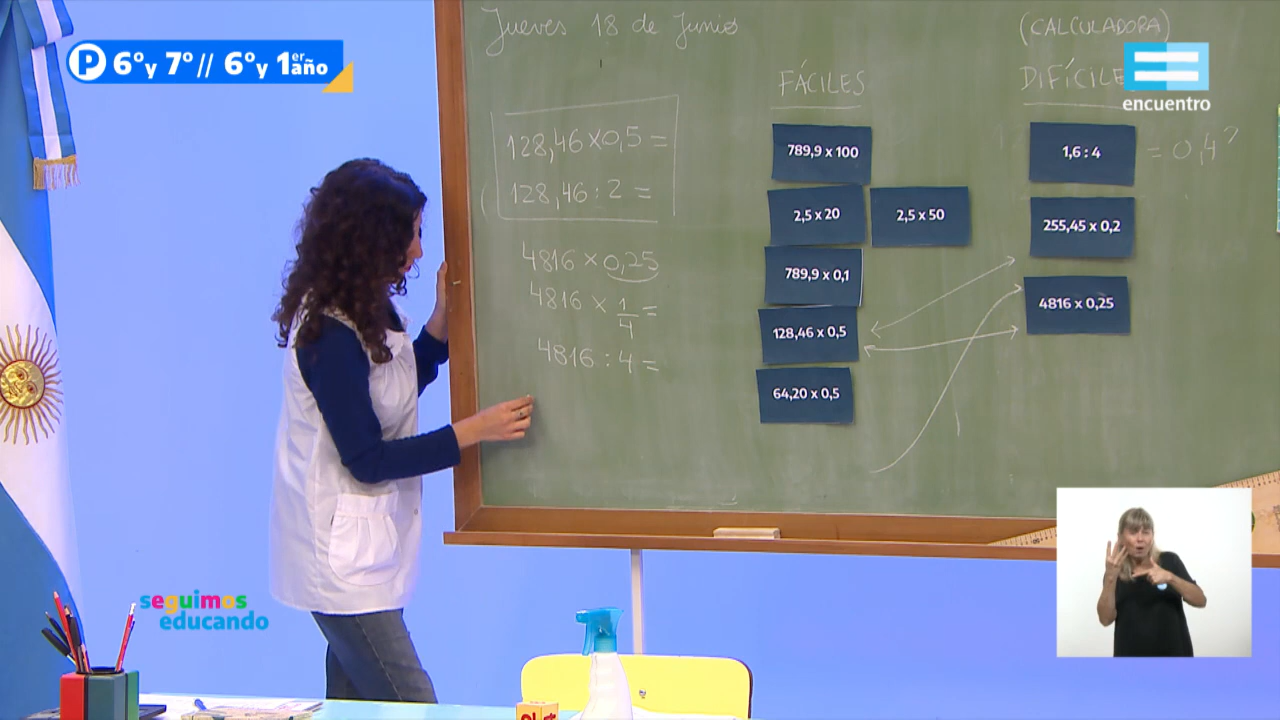 P 6º y 7º // 6º y 1er año
Jueves 18 de Junio
(CALCULADORA)
encuentro
FÁCILES
DIFÍCILE
128,46 x 0,5 =
128,46 : 2 =
4816 x 0,25
4816 x 1/4 =
4816 : 4 =
789,9 x 100
2,5 x 20
2,5 x 50
789,9 x 0,1
128,46 x 0,5
64,20 x 0,5
1,6 : 4
= 0,4?
255,45 x 0,2
4816 x 0,25
seguimos
educando